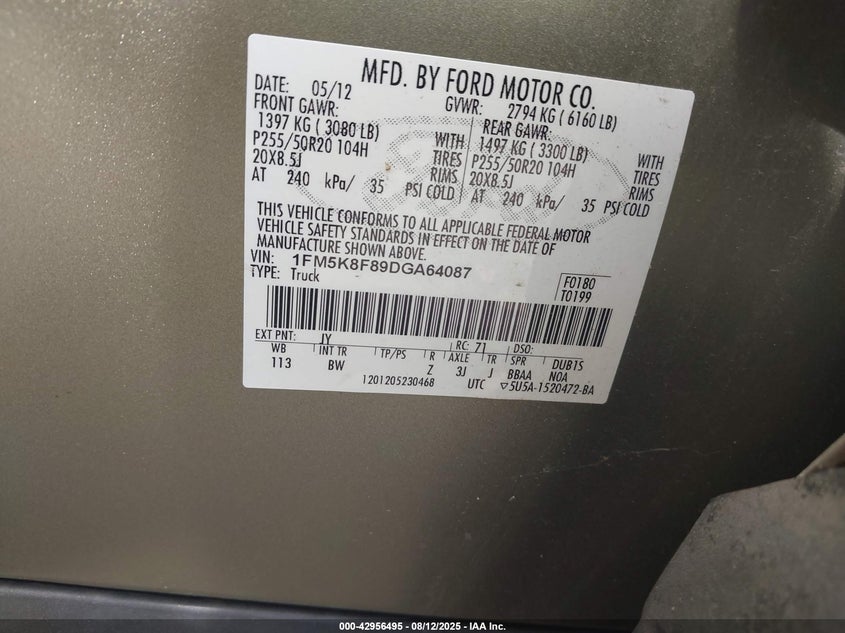 MFD. BY FORD MOTOR CO.
DATE: 05/12 GVWR: 2794 KG ( 6160 LB)
FRONT GAWR: REAR GAWR:
1397 KG ( 3080 LB) WITH 1497 KG ( 3300 LB) WITH
P255/50R20 104H TIRES P255/50R20 104H TIRES
20X8.5J RIMS 20X8.5J RIMS
AT 240 kPa/ 35 PSI COLD AT 240 kPa/ 35 PSI COLD
THIS VEHICLE CONFORMS TO ALL APPLICABLE FEDERAL MOTOR
VEHICLE SAFETY STANDARDS IN EFFECT ON THE DATE OF
MANUFACTURE SHOWN ABOVE.
VIN: 1FM5K8F89DGA64087
TYPE: Truck
F0180
T0199
EXT PNT: JY RC: 71 DSO:
WB INT TR TP/PS R AXLE TR SPR DUB1S
113 BW Z 3J J BBAA NOA
1201205230468 UTC ▽5U5A-1520472-BA
000-42956495 - 08/12/2025 - IAA Inc.